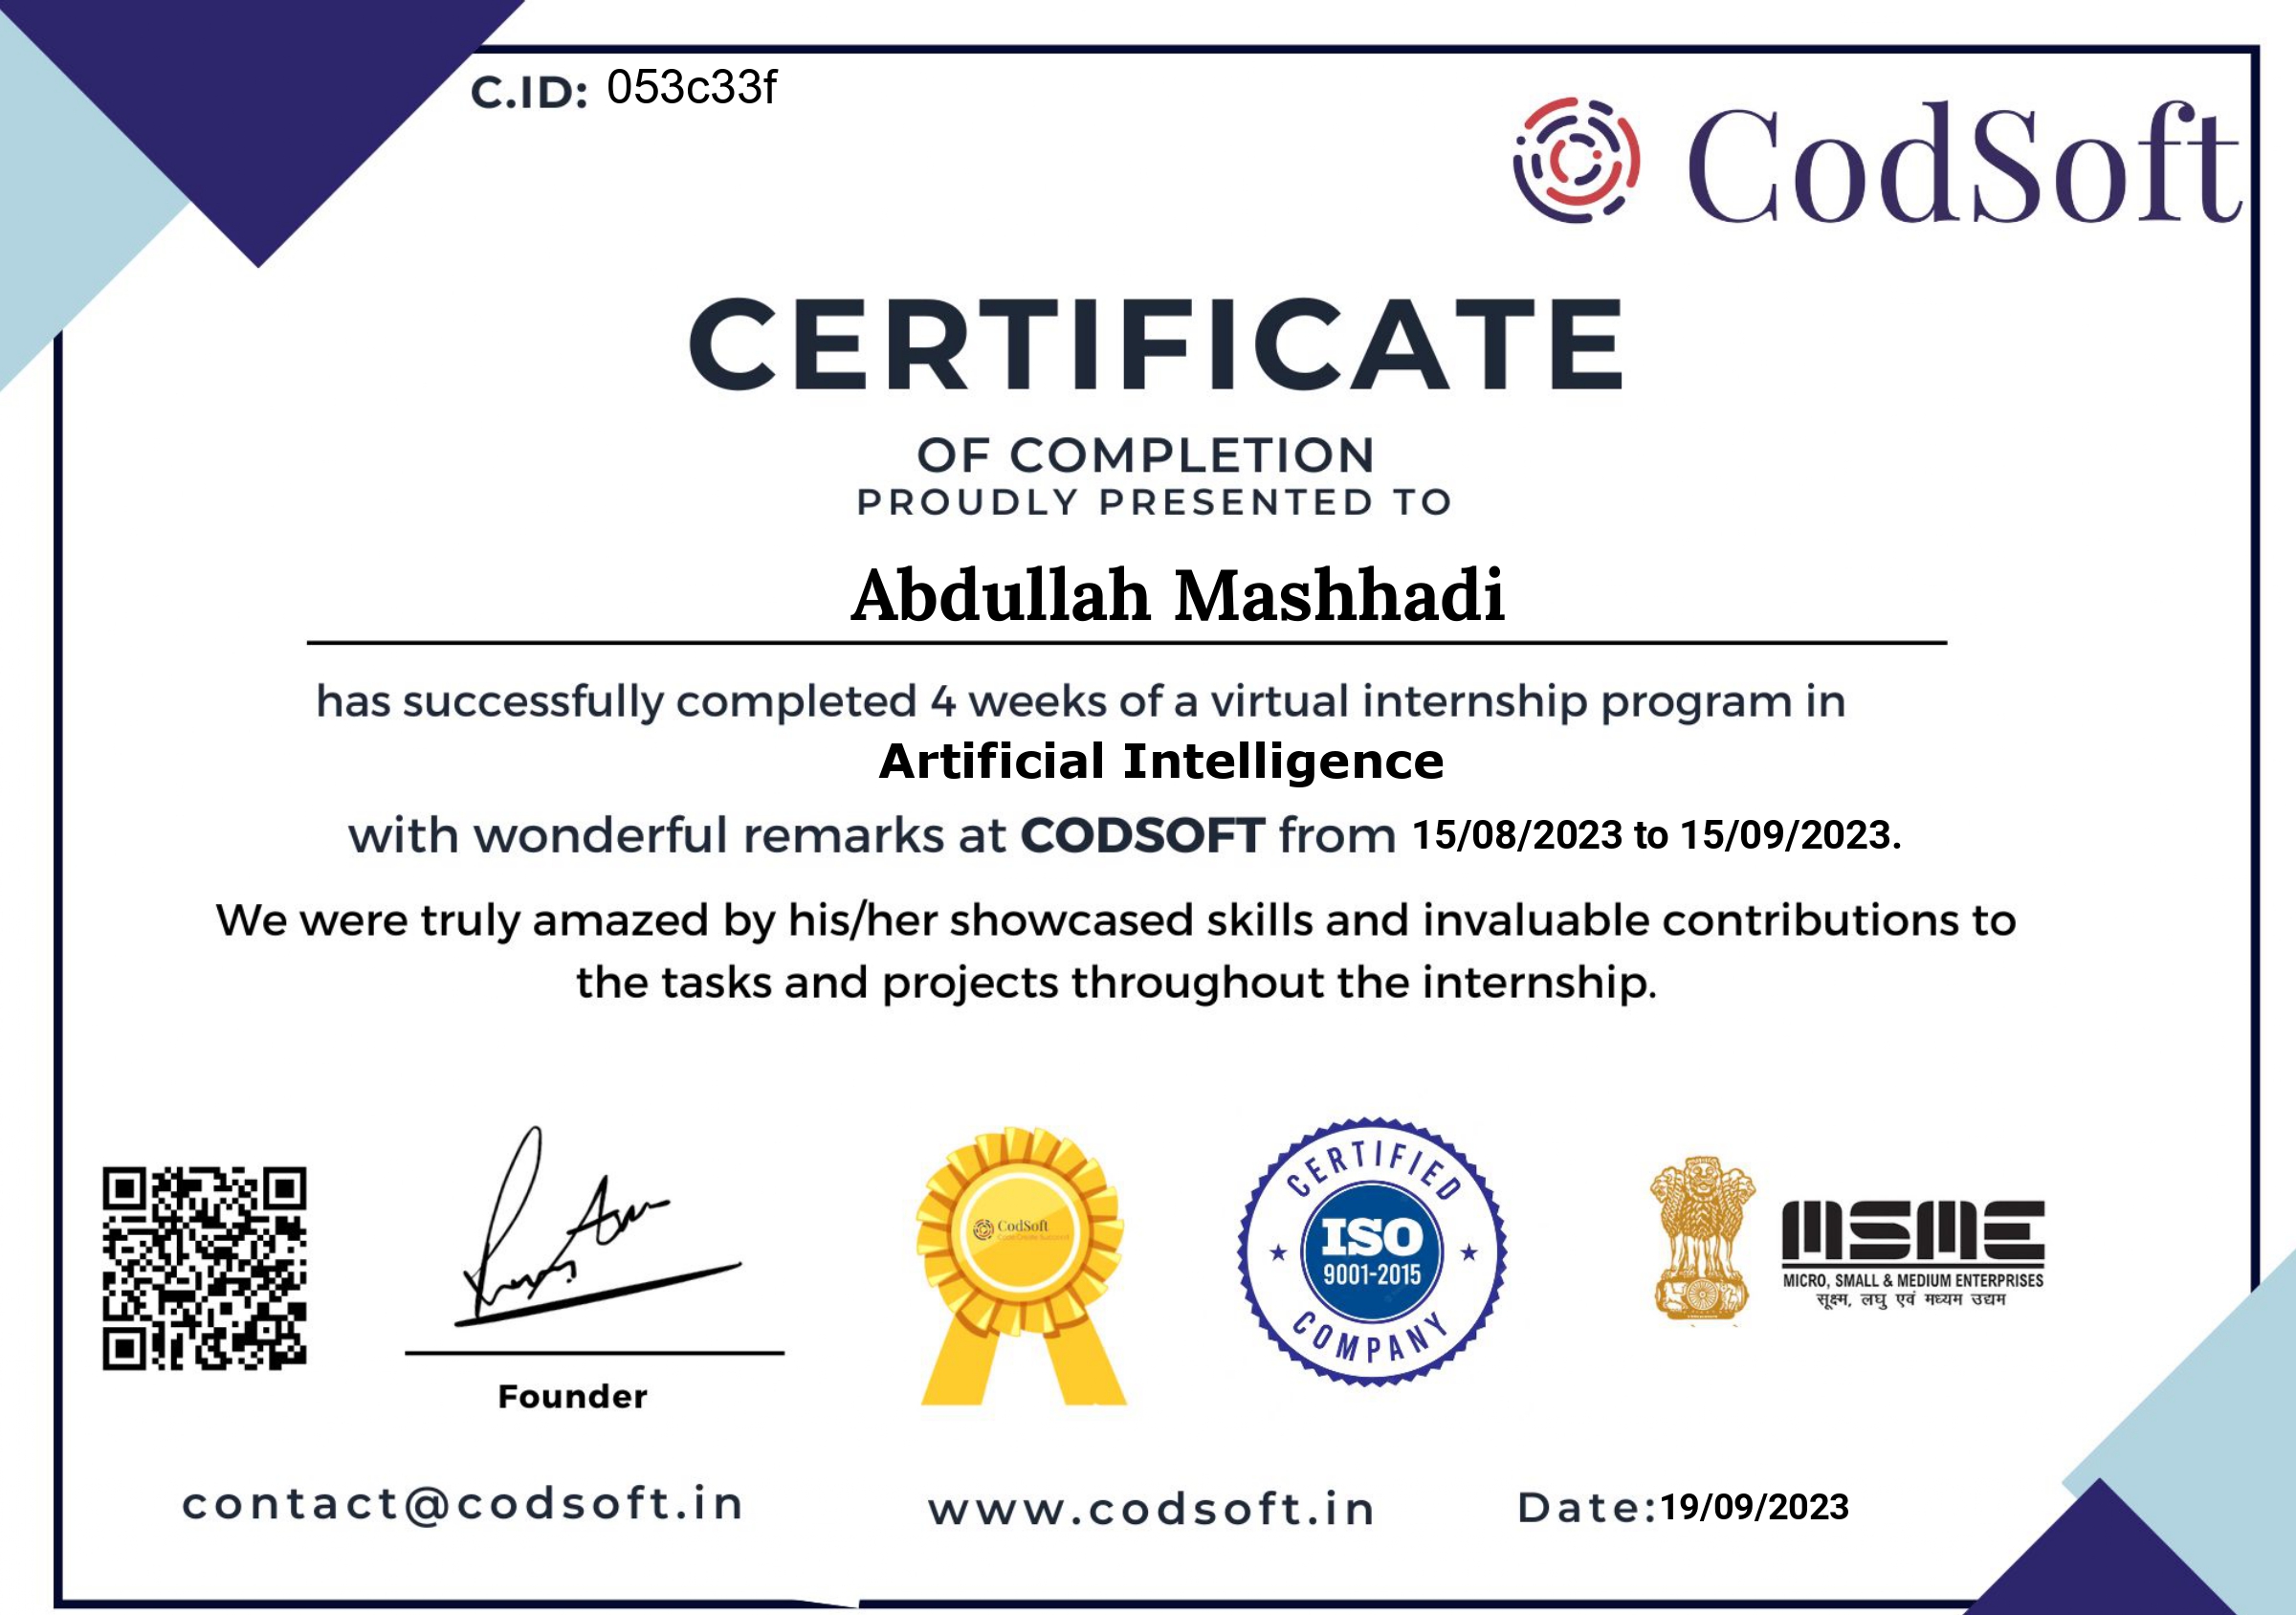 C.ID: 053c33f
CodSoft
CERTIFICATE
OF COMPLETION
PROUDLY PRESENTED TO
Abdullah Mashhadi
has successfully completed 4 weeks of a virtual internship program in
Artificial Intelligence
with wonderful remarks at CODSOFT from 15/08/2023 to 15/09/2023.
We were truly amazed by his/her showcased skills and invaluable contributions to
the tasks and projects throughout the internship.
CodSoft
CERTIFIED
ISO
9001-2015
COMPANY
MSME
MICRO, SMALL & MEDIUM ENTERPRISES
सूक्ष्म, लघु एवं मध्यम उद्यम
Founder
contact@codsoft.in
www.codsoft.in
Date:19/09/2023